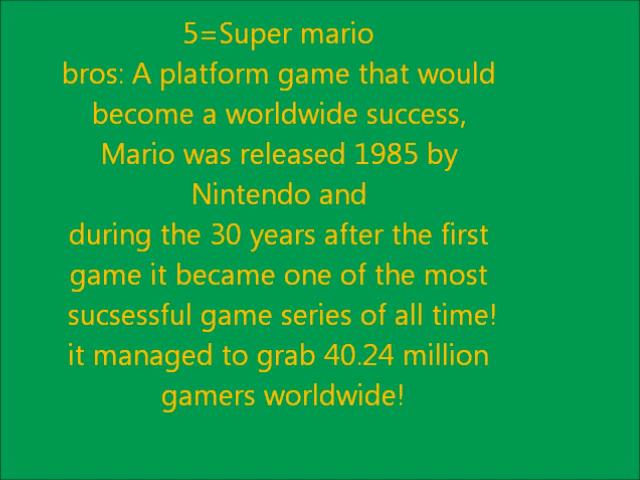 5=Super mario
bros: A platform game that would
become a worldwide success,
Mario was released 1985 by
Nintendo and
during the 30 years after the first
game it became one of the most
sucsessful game series of all time!
it managed to grab 40.24 million
gamers worldwide!